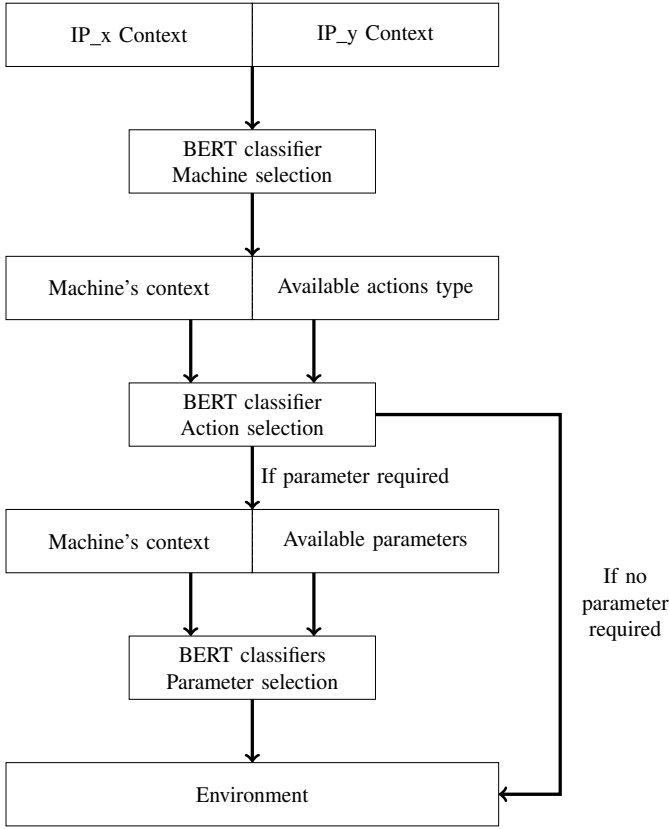 IP_x Context
IP_y Context
BERT classifier
Machine selection
Machine's context
Available actions type
BERT classifier
Action selection
If parameter required
Machine's context
Available parameters
If no
parameter
required
BERT classifiers
Parameter selection
Environment